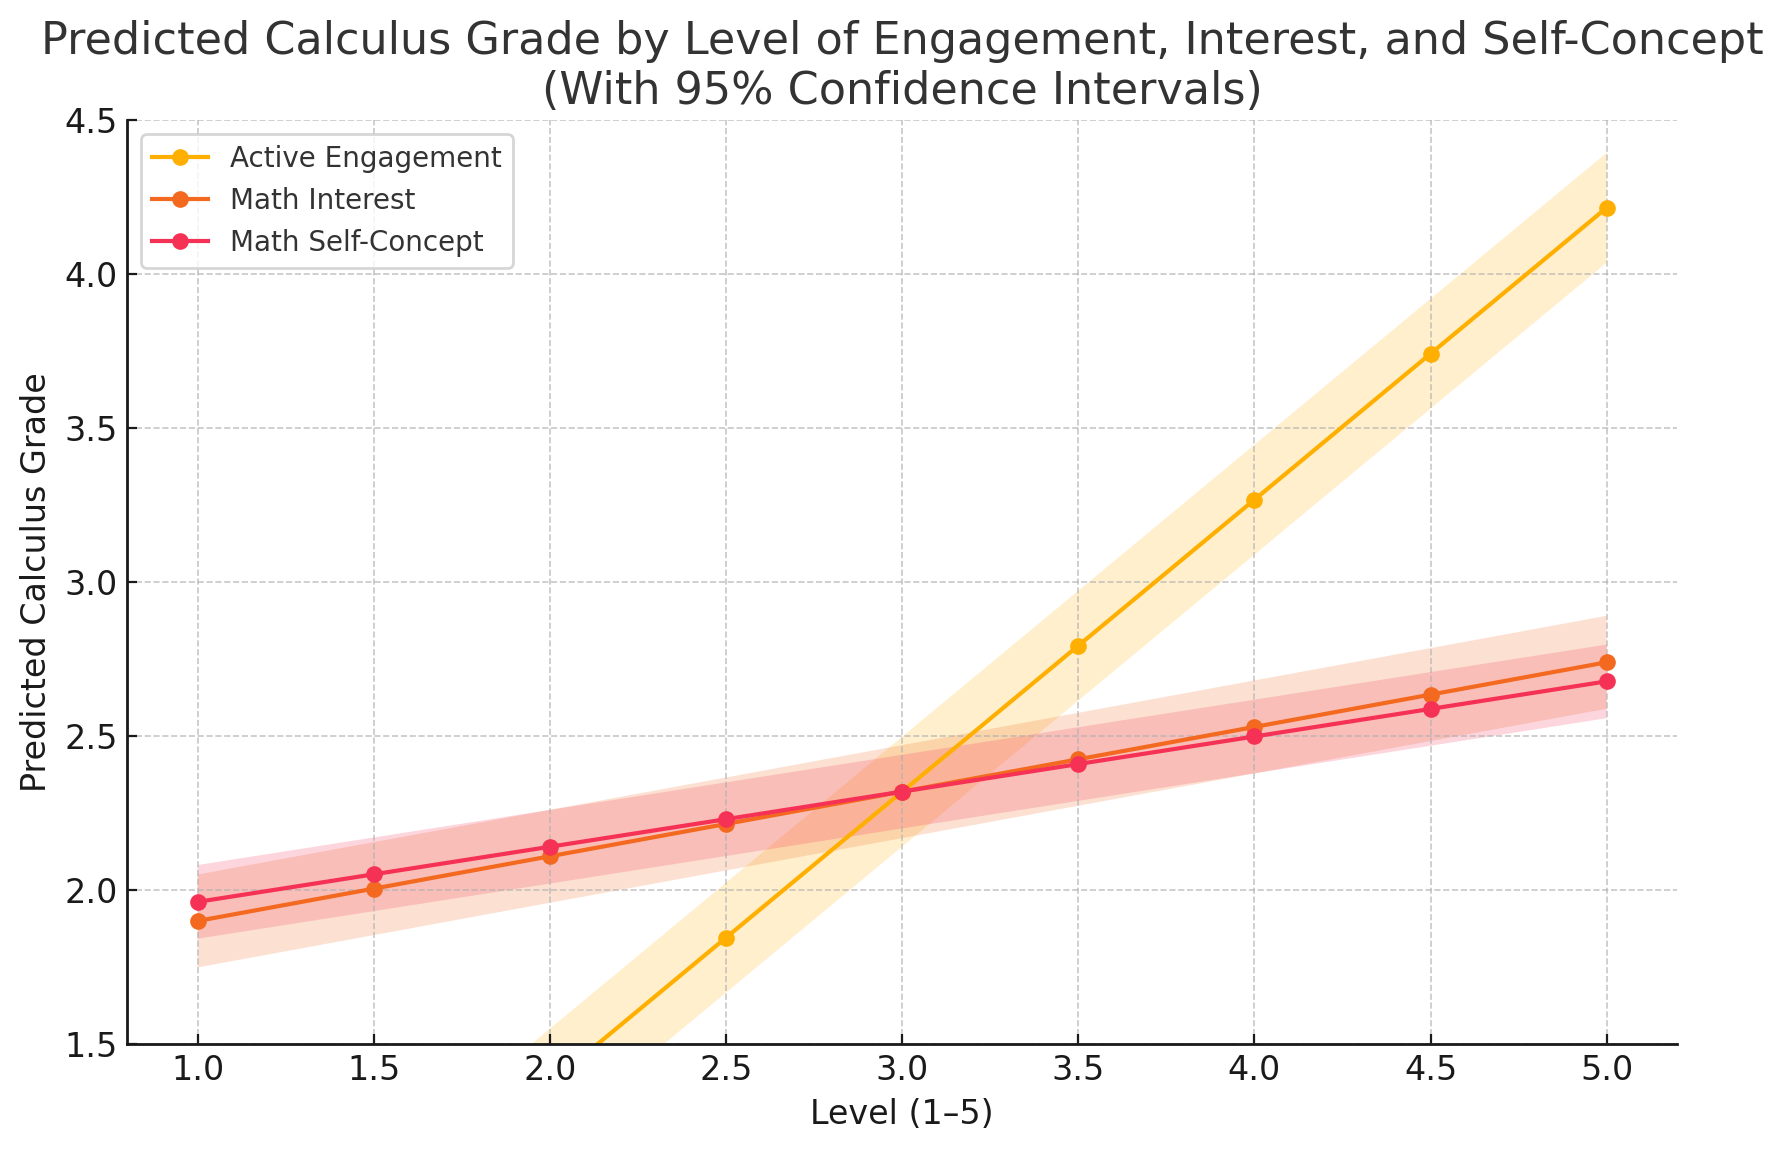 Predicted Calculus Grade by Level of Engagement, Interest, and Self-Concept
(With 95% Confidence Intervals)
Active Engagement
Math Interest
Math Self-Concept
Predicted Calculus Grade
4.5
4.0
3.5
3.0
2.5
2.0
1.5
1.0 1.5 2.0 2.5 3.0 3.5 4.0 4.5 5.0
Level (1–5)